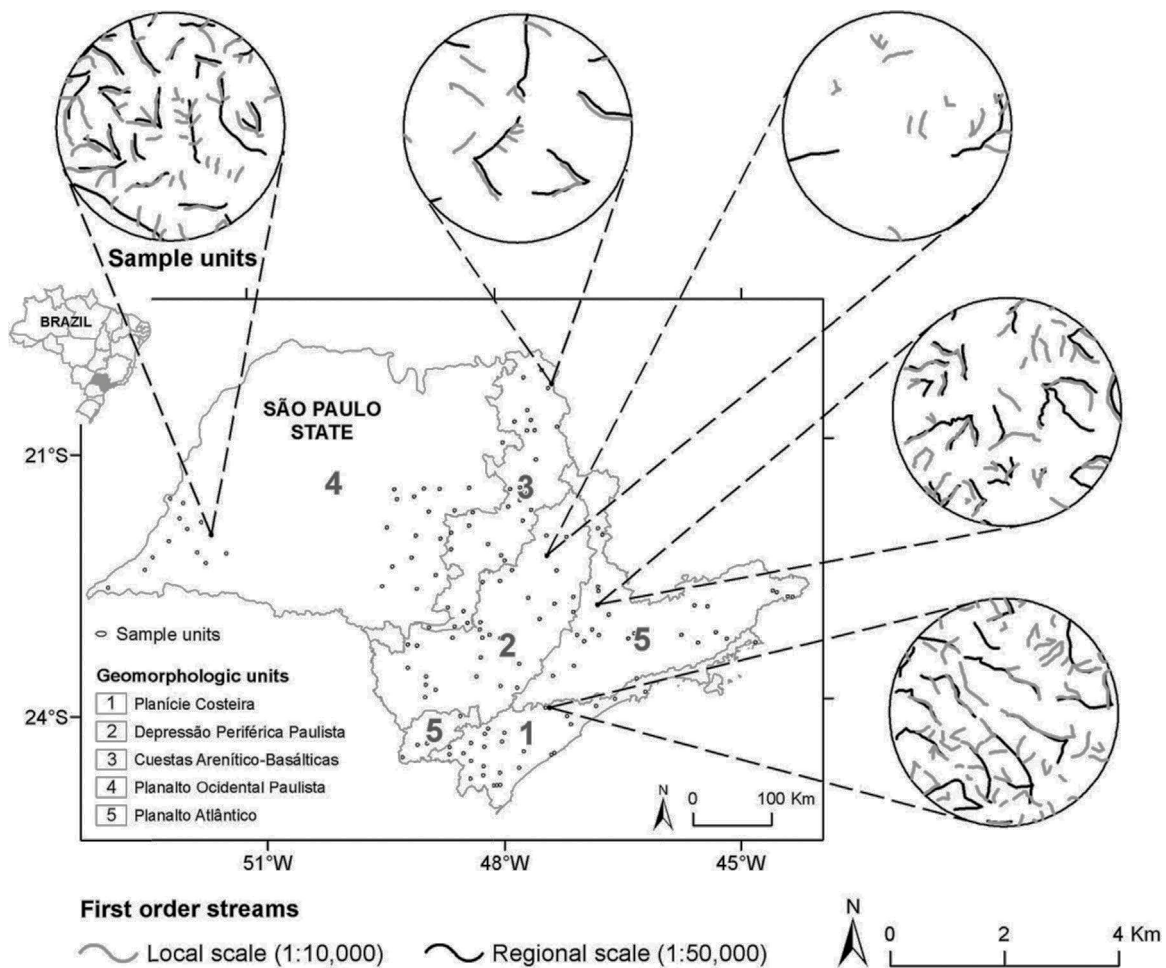 Sample units
BRAZIL
SÃO PAULO
STATE
21°S
4
3
2
5
Sample units
Geomorphologic units
1 Planície Costeira
2 Depressão Periférica Paulista
3 Cuestas Arenítico-Basálticas
4 Planalto Ocidental Paulista
5 Planalto Atlântico
24°S
5
1
N
0 100 Km
51°W 48°W 45°W
First order streams
Local scale (1:10,000) Regional scale (1:50,000)
N
0 2 4 Km